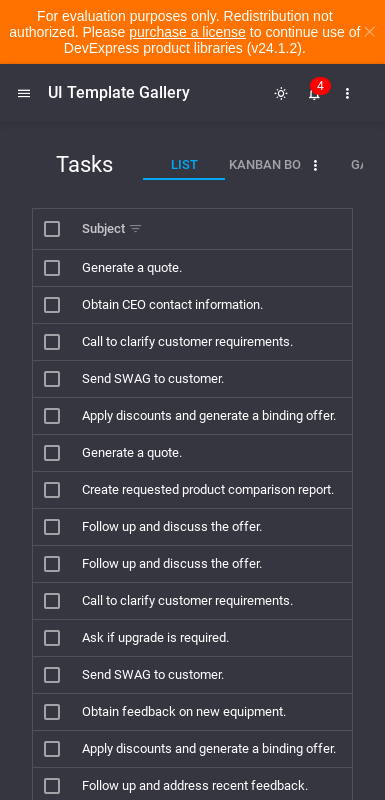 For evaluation purposes only. Redistribution not
authorized. Please purchase a license to continue use of
DevExpress product libraries (v24.1.2).
UI Template Gallery
4
Tasks
LIST
KANBAN BO
Subject
Generate a quote.
Obtain CEO contact information.
Call to clarify customer requirements.
Send SWAG to customer.
Apply discounts and generate a binding offer.
Generate a quote.
Create requested product comparison report.
Follow up and discuss the offer.
Follow up and discuss the offer.
Call to clarify customer requirements.
Ask if upgrade is required.
Send SWAG to customer.
Obtain feedback on new equipment.
Apply discounts and generate a binding offer.
Follow up and address recent feedback.